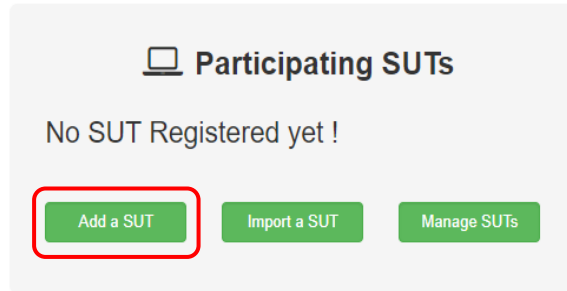 Participating SUTs
No SUT Registered yet !
Add a SUT Import a SUT Manage SUTs